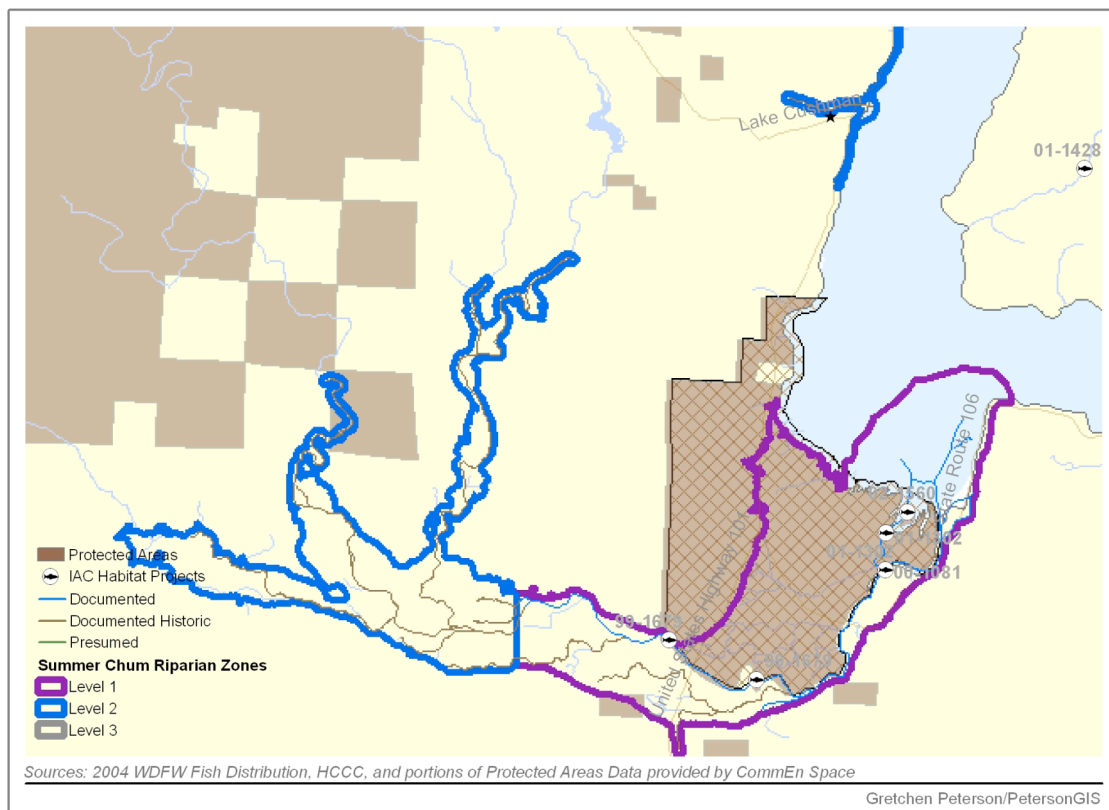 Lake Cushman
01-1428
State Route 106
United States Highway 101
Protected Areas
IAC Habitat Projects
Documented
Documented Historic
Presumed
Summer Chum Riparian Zones
Level 1
Level 2
Level 3
Sources: 2004 WDFW Fish Distribution, HCCC, and portions of Protected Areas Data provided by CommEn Space
Gretchen Peterson/PetersonGIS